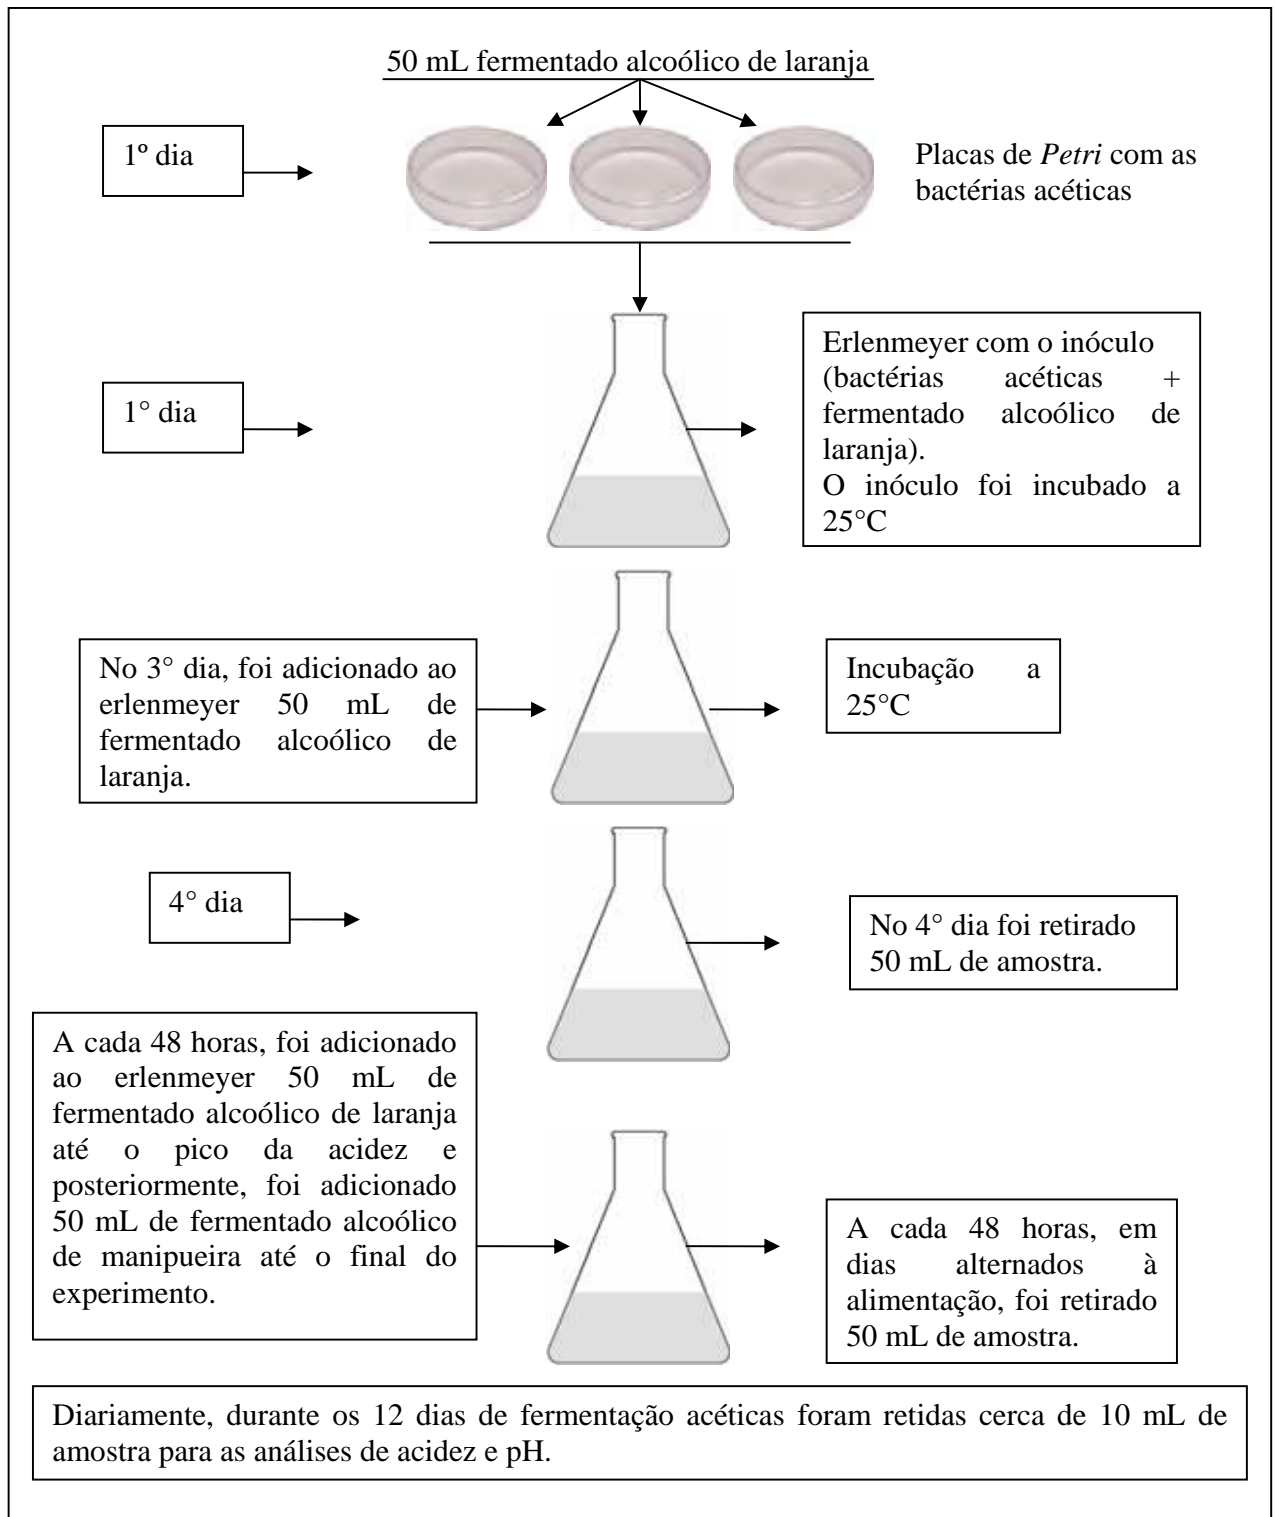 50 mL fermentado alcoólico de laranja
1º dia
Placas de Petri com as
bactérias acéticas
1° dia
Erlenmeyer com o inóculo
(bactérias acéticas +
fermentado alcoólico de
laranja).
O inóculo foi incubado a
25°C
No 3° dia, foi adicionado ao
erlenmeyer 50 mL de
fermentado alcoólico de
laranja.
Incubação a
25°C
4° dia
No 4° dia foi retirado
50 mL de amostra.
A cada 48 horas, foi adicionado
ao erlenmeyer 50 mL de
fermentado alcoólico de laranja
até o pico da acidez e
posteriormente, foi adicionado
50 mL de fermentado alcoólico
de manipueira até o final do
experimento.
A cada 48 horas, em
dias alternados à
alimentação, foi retirado
50 mL de amostra.
Diariamente, durante os 12 dias de fermentação acéticas foram retidas cerca de 10 mL de
amostra para as análises de acidez e pH.